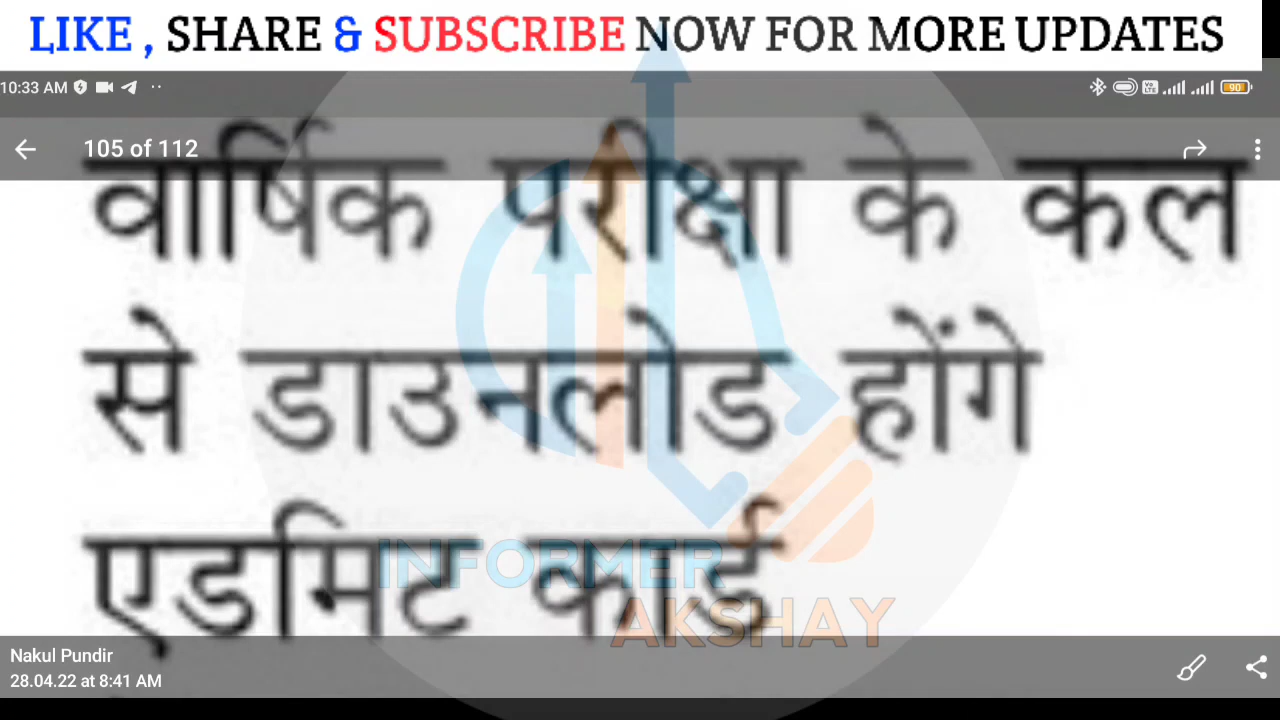 LIKE , SHARE & SUBSCRIBE NOW FOR MORE UPDATES
10:33 AM
90
105 of 112
वार्षिक परीक्षा के कल
से डाउनलोड होंगे
एडमिट कार्ड
INFORMER
AKSHAY
Nakul Pundir
28.04.22 at 8:41 AM